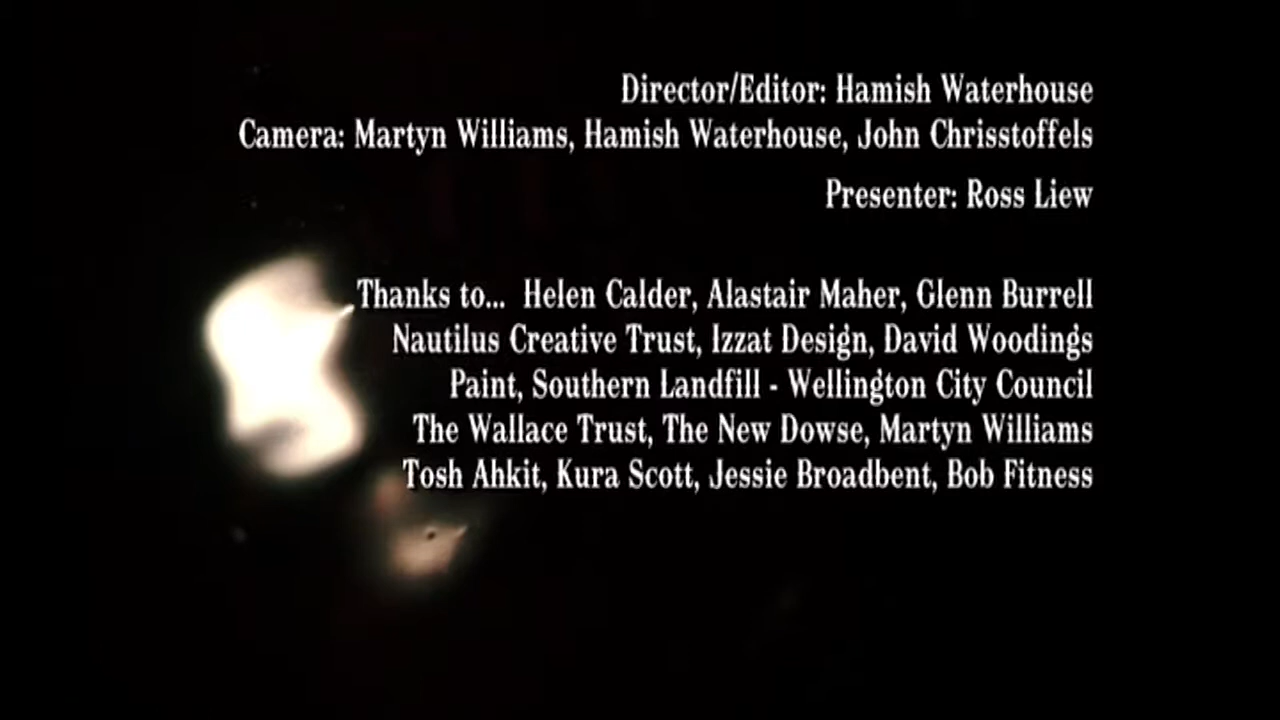 Director/Editor: Hamish Waterhouse
Camera: Martyn Williams, Hamish Waterhouse, John Chrisstoffels
Presenter: Ross Liew
Thanks to... Helen Calder, Alastair Maher, Glenn Burrell
Nautilus Creative Trust, Izzat Design, David Woodings
Paint, Southern Landfill - Wellington City Council
The Wallace Trust, The New Dowse, Martyn Williams
Tosh Ahkit, Kura Scott, Jessie Broadbent, Bob Fitness